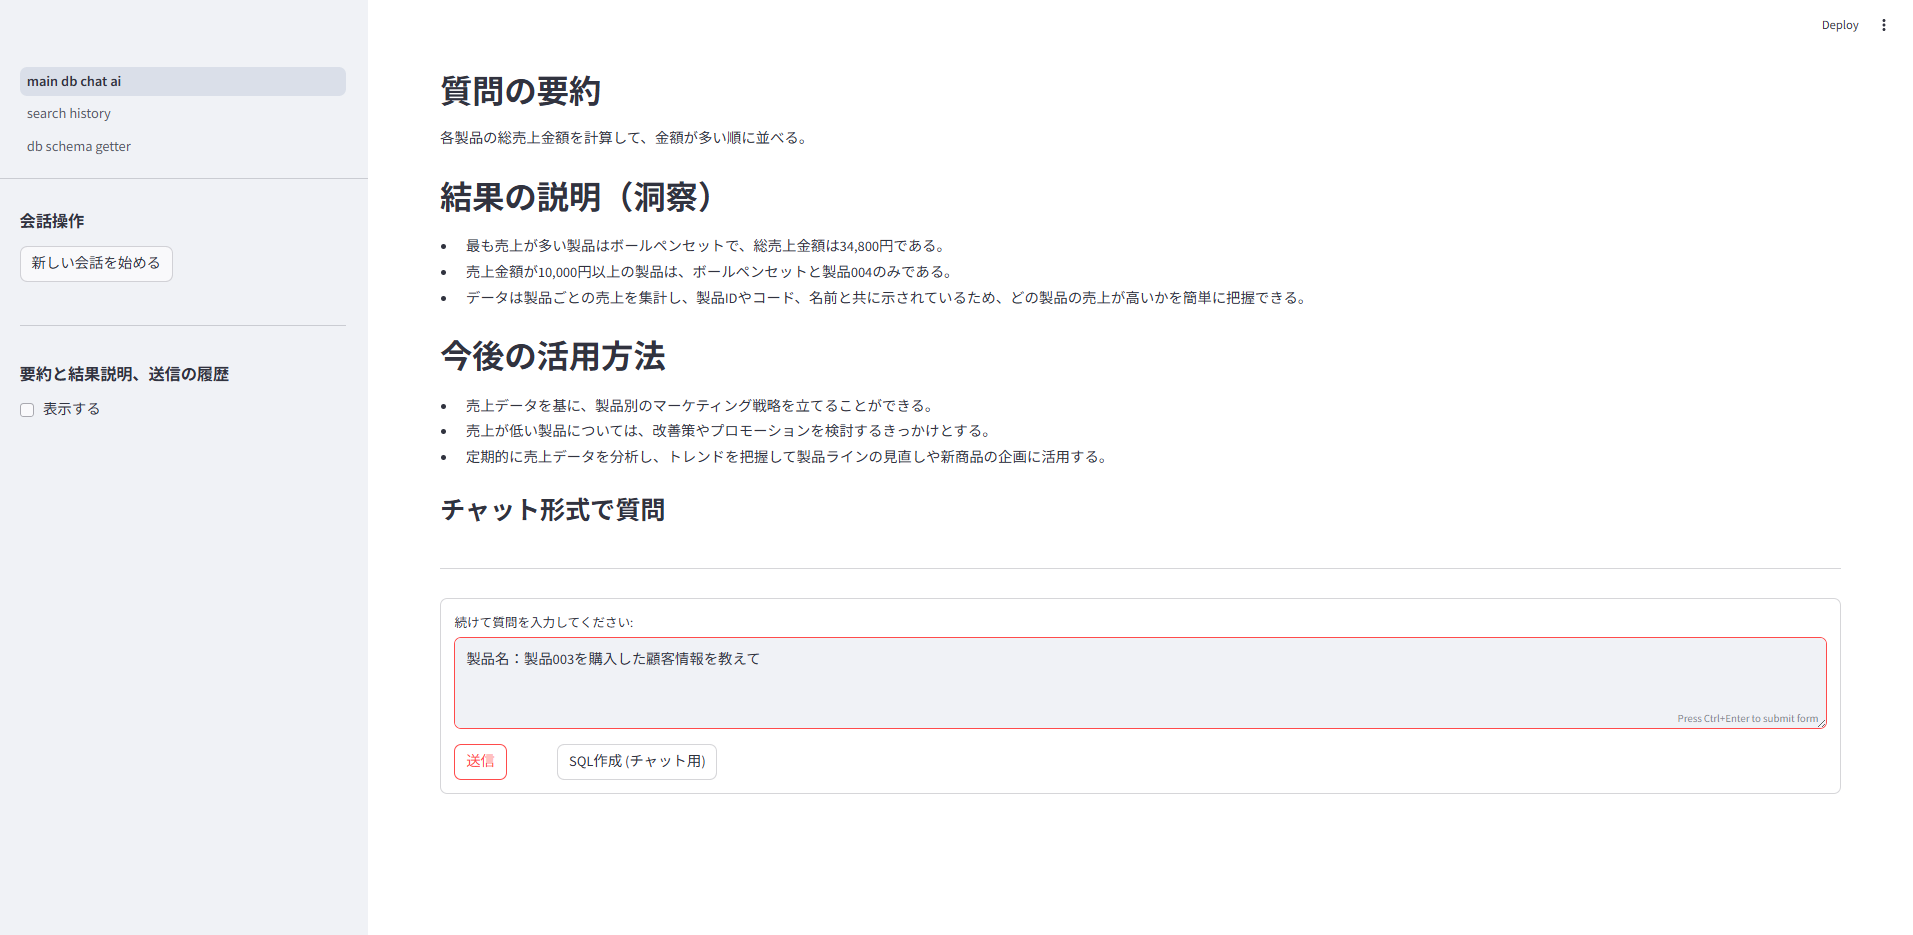 Deploy
main db chat ai
search history
db schema getter
会話操作
新しい会話を始める
要約と結果説明、送信の履歴
表示する
質問の要約
各製品の総売上金額を計算して、金額が多い順に並べる。
結果の説明（洞察）
最も売上が多い製品はボールペンセットで、総売上金額は34,800円である。
売上金額が10,000円以上の製品は、ボールペンセットと製品004のみである。
データは製品ごとの売上を集計し、製品IDやコード、名前と共に示されているため、どの製品の売上が高いかを簡単に把握できる。
今後の活用方法
売上データを基に、製品別のマーケティング戦略を立てることができる。
売上が低い製品については、改善策やプロモーションを検討するきっかけとする。
定期的に売上データを分析し、トレンドを把握して製品ラインの見直しや新商品の企画に活用する。
チャット形式で質問
続けて質問を入力してください:
製品名：製品003を購入した顧客情報を教えて
Press Ctrl+Enter to submit form
送信
SQL作成 (チャット用)